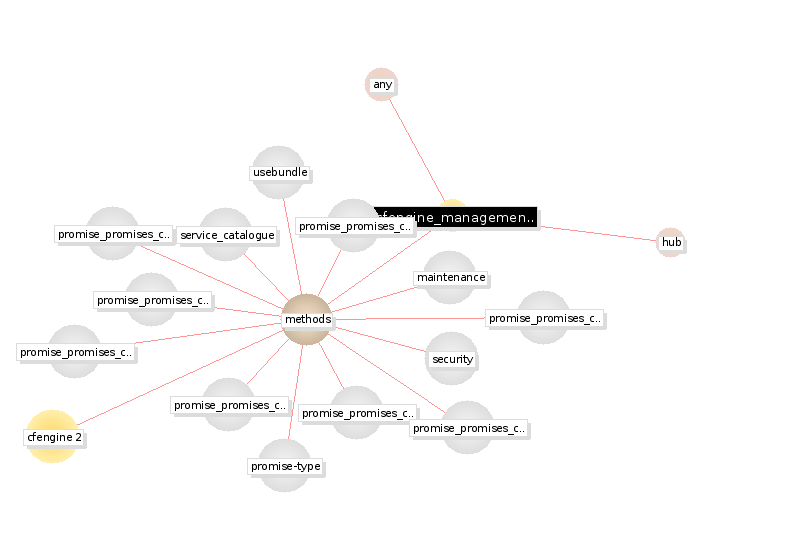 any
usebundle
cfengine_managemen..
promise_promises_c..
promise_promises_c..
service_catalogue
hub
maintenance
promise_promises_c..
methods
promise_promises_c..
promise_promises_c..
security
promise_promises_c..
promise_promises_c..
promise_promises_c..
cfengine 2
promise-type